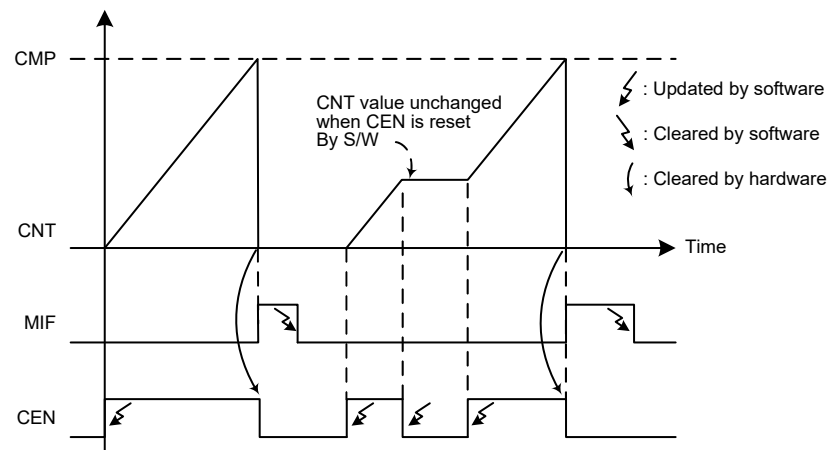 CMP
CNT value unchanged
when CEN is reset
By S/W
: Updated by software
: Cleared by software
: Cleared by hardware
CNT
Time
MIF
CEN